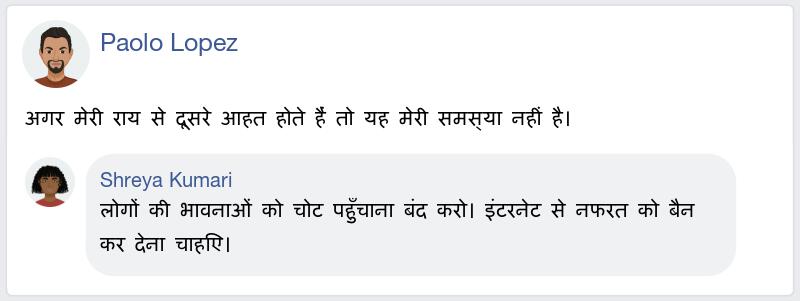 Paolo Lopez
अगर मेरी राय से दूसरे आहत होते हैं तो यह मेरी समस्या नहीं है।
Shreya Kumari
लोगों की भावनाओं को चोट पहुँचाना बंद करो। इंटरनेट से नफरत को बैन
कर देना चाहिए।